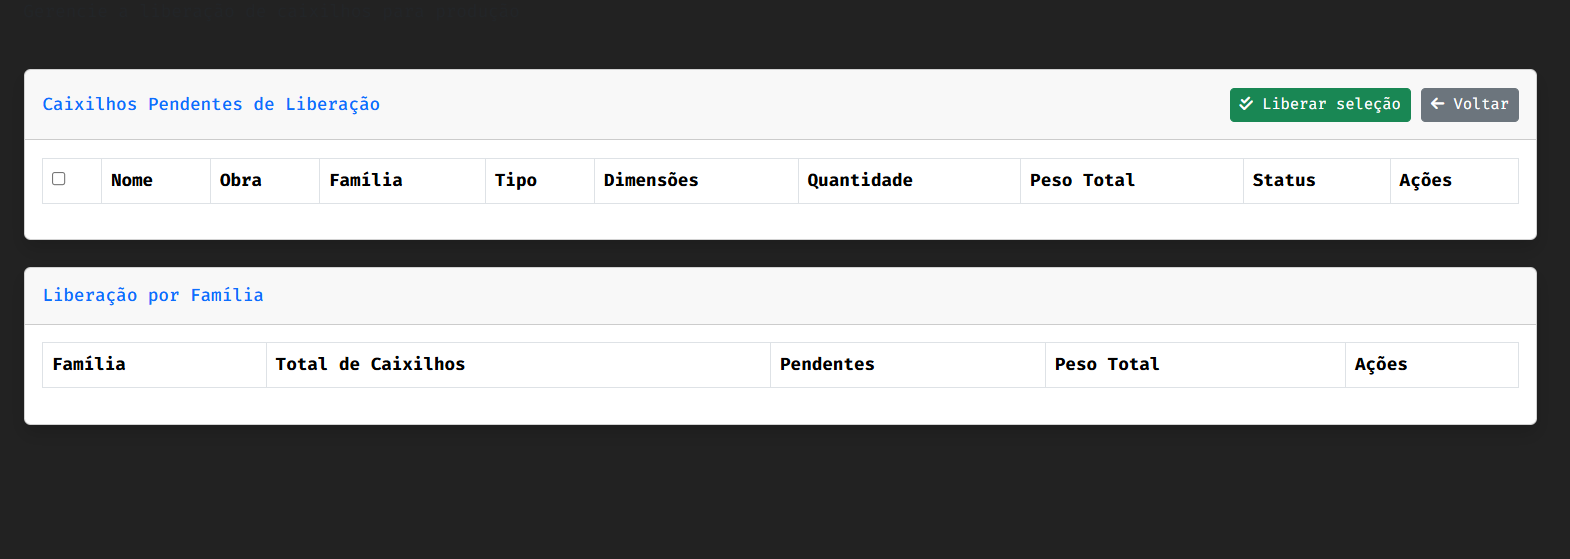 Caixilhos Pendentes de Liberação
Liberar seleção
Voltar
Nome Obra Família Tipo Dimensões Quantidade Peso Total Status Ações
Liberação por Família
Família Total de Caixilhos Pendentes Peso Total Ações